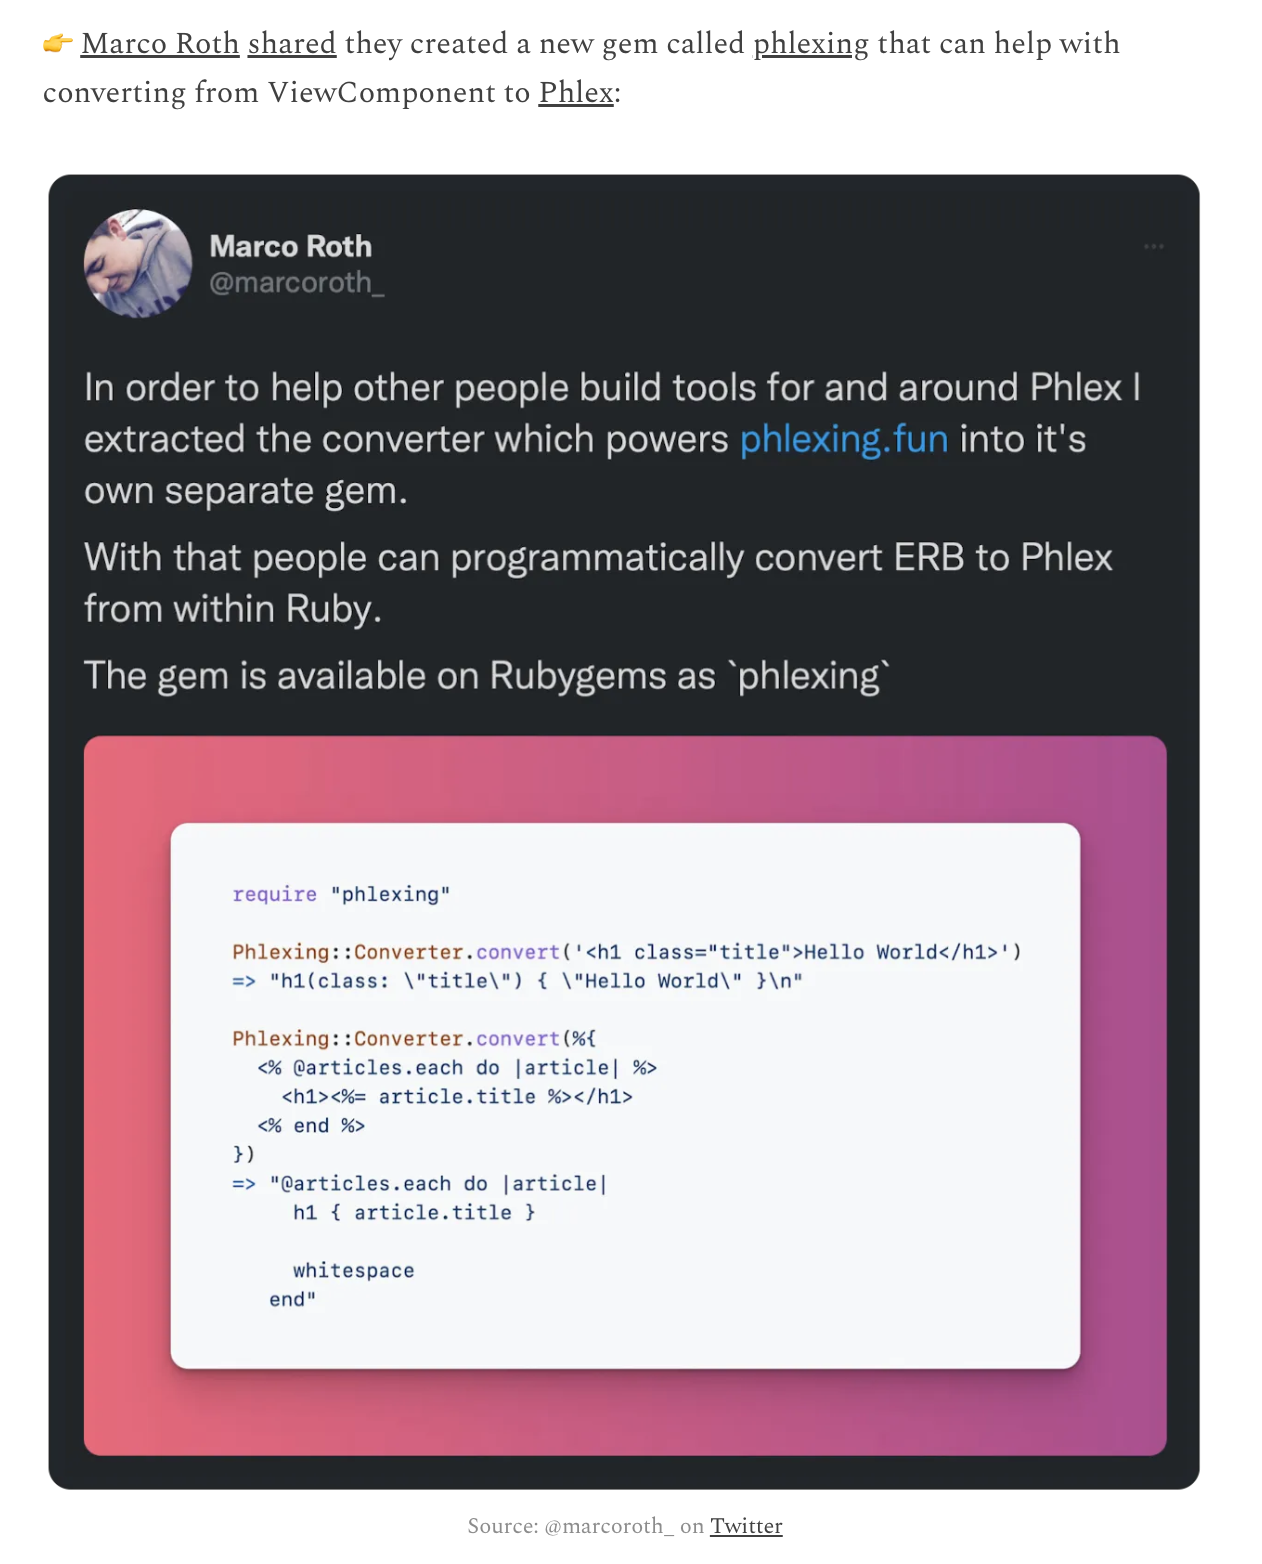 👉 Marco Roth shared they created a new gem called phlexing that can help with
converting from ViewComponent to Phlex:
Marco Roth
@marcoroth_
In order to help other people build tools for and around Phlex I
extracted the converter which powers phlexing.fun into it's
own separate gem.
With that people can programmatically convert ERB to Phlex
from within Ruby.
The gem is available on Rubygems as `phlexing`
require "phlexing"
Phlexing::Converter.convert('<h1 class="title">Hello World</h1>')
=> "h1(class: \"title\") { \"Hello World\" }\n"
Phlexing::Converter.convert(%{
  <% @articles.each do |article| %>
    <h1><%= article.title %></h1>
  <% end %>
})
=> "@articles.each do |article|
     h1 { article.title }
     whitespace
   end"
Source: @marcoroth_ on Twitter